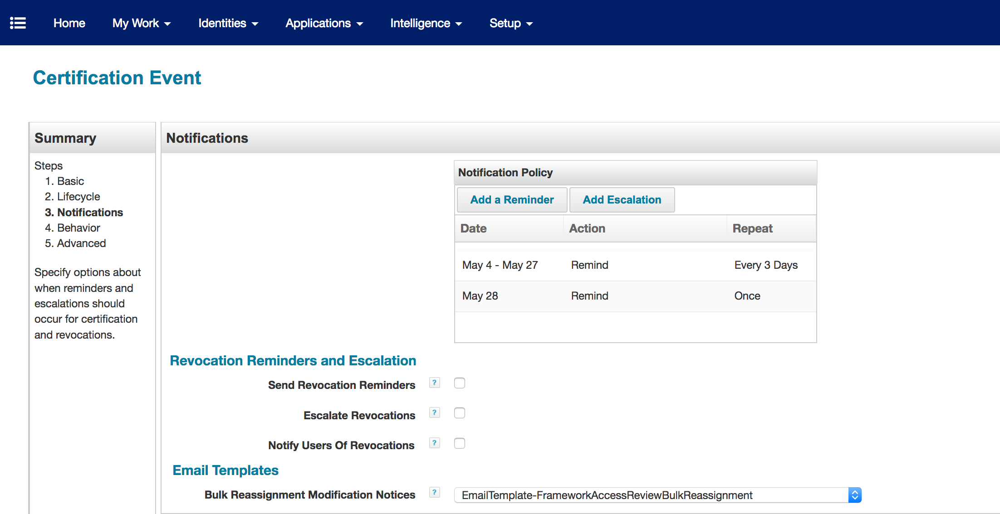 Home My Work Identities Applications Intelligence Setup
Certification Event
Summary
Steps
1. Basic
2. Lifecycle
3. Notifications
4. Behavior
5. Advanced
Specify options about
when reminders and
escalations should
occur for certification
and revocations.
Notifications
Notification Policy
Add a Reminder Add Escalation
Date Action Repeat
May 4 - May 27 Remind Every 3 Days
May 28 Remind Once
Revocation Reminders and Escalation
Send Revocation Reminders ?
Escalate Revocations ?
Notify Users Of Revocations ?
Email Templates
Bulk Reassignment Modification Notices ? EmailTemplate-FrameworkAccessReviewBulkReassignment